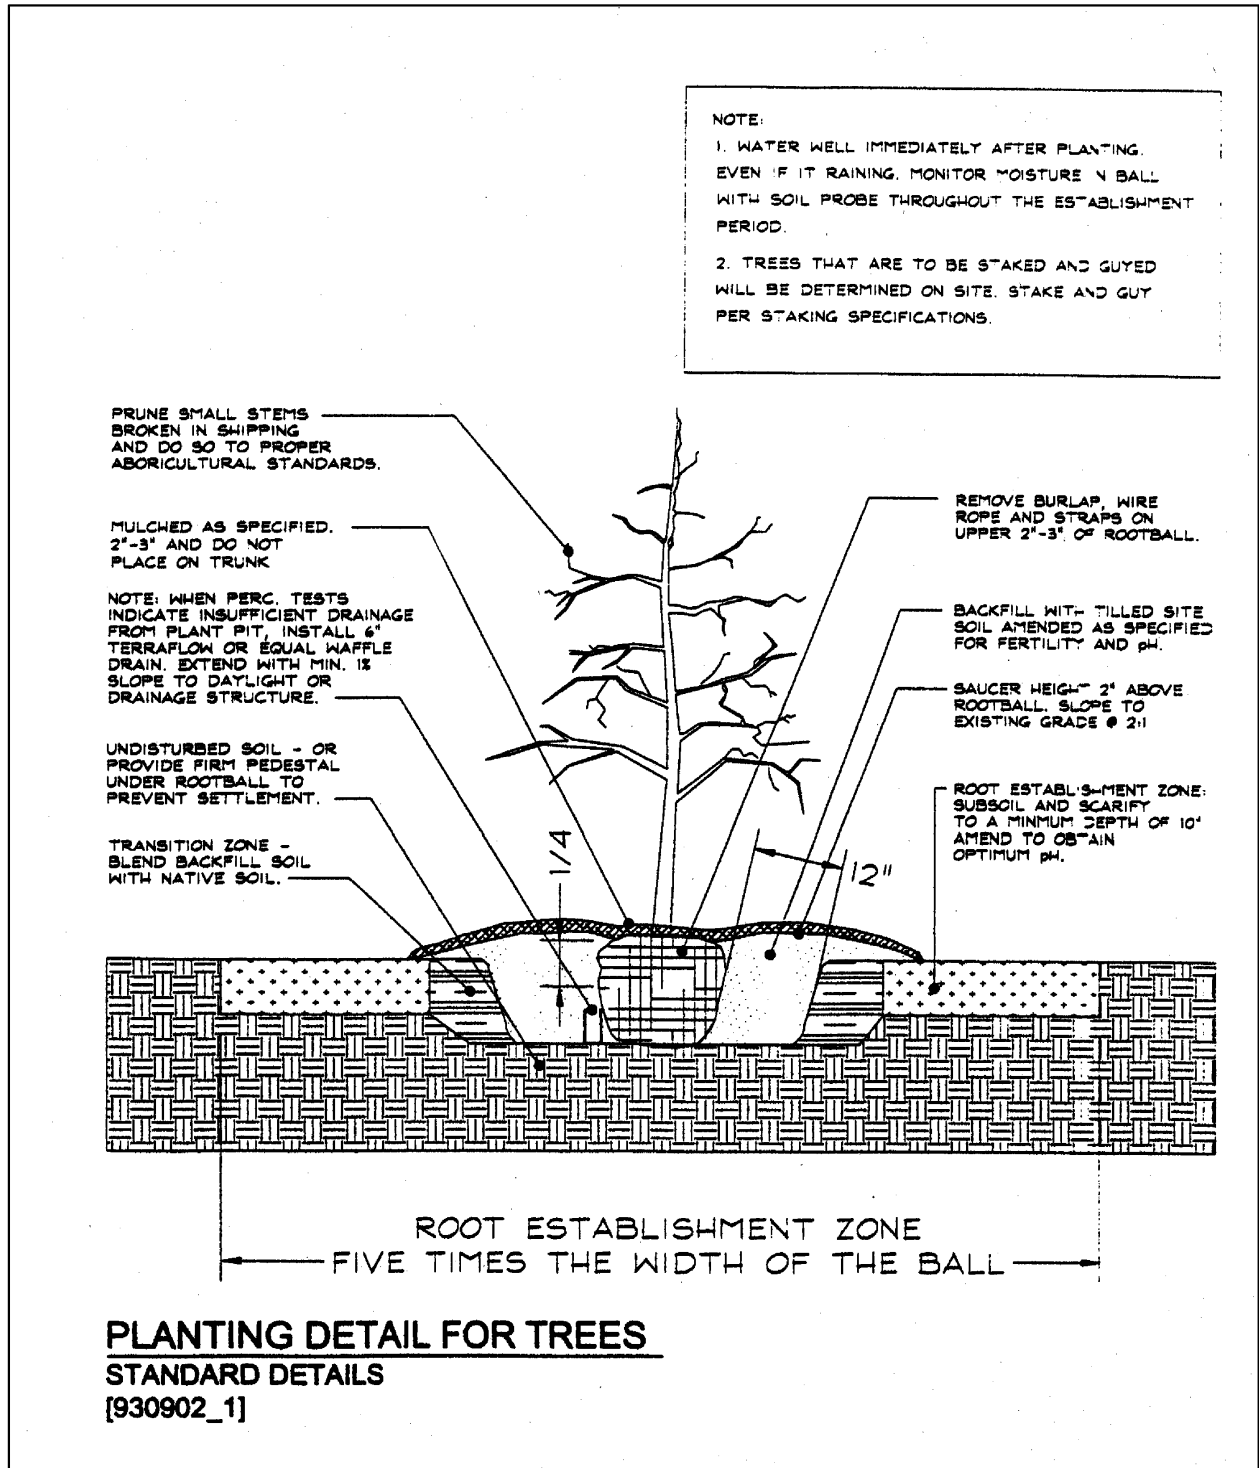 NOTE:
1. WATER WELL IMMEDIATELY AFTER PLANTING.
EVEN IF IT RAINING. MONITOR MOISTURE IN BALL
WITH SOIL PROBE THROUGHOUT THE ESTABLISHMENT
PERIOD.
2. TREES THAT ARE TO BE STAKED AND GUYED
WILL BE DETERMINED ON SITE. STAKE AND GUY
PER STAKING SPECIFICATIONS.
PRUNE SMALL STEMS
BROKEN IN SHIPPING
AND DO SO TO PROPER
ABORICULTURAL STANDARDS.
MULCHED AS SPECIFIED.
2"-3" AND DO NOT
PLACE ON TRUNK
NOTE: WHEN PERC. TESTS
INDICATE INSUFFICIENT DRAINAGE
FROM PLANT PIT, INSTALL 6"
TERRAFLOW OR EQUAL WAFFLE
DRAIN. EXTEND WITH MIN. 1%
SLOPE TO DAYLIGHT OR
DRAINAGE STRUCTURE.
UNDISTURBED SOIL - OR
PROVIDE FIRM PEDESTAL
UNDER ROOTBALL TO
PREVENT SETTLEMENT.
TRANSITION ZONE -
BLEND BACKFILL SOIL
WITH NATIVE SOIL.
REMOVE BURLAP, WIRE
ROPE AND STRAPS ON
UPPER 2"-3". OF ROOTBALL.
BACKFILL WITH TILLED SITE
SOIL AMENDED AS SPECIFIED
FOR FERTILITY AND pH.
SAUCER HEIGHT 2" ABOVE
ROOTBALL. SLOPE TO
EXISTING GRADE @ 2:1
ROOT ESTABLISHMENT ZONE:
SUBSOIL AND SCARIFY
TO A MINMUM DEPTH OF 10"
AMEND TO OBTAIN
OPTIMUM pH.
1/4
12"
ROOT ESTABLISHMENT ZONE
FIVE TIMES THE WIDTH OF THE BALL
PLANTING DETAIL FOR TREES
STANDARD DETAILS
[930902_1]